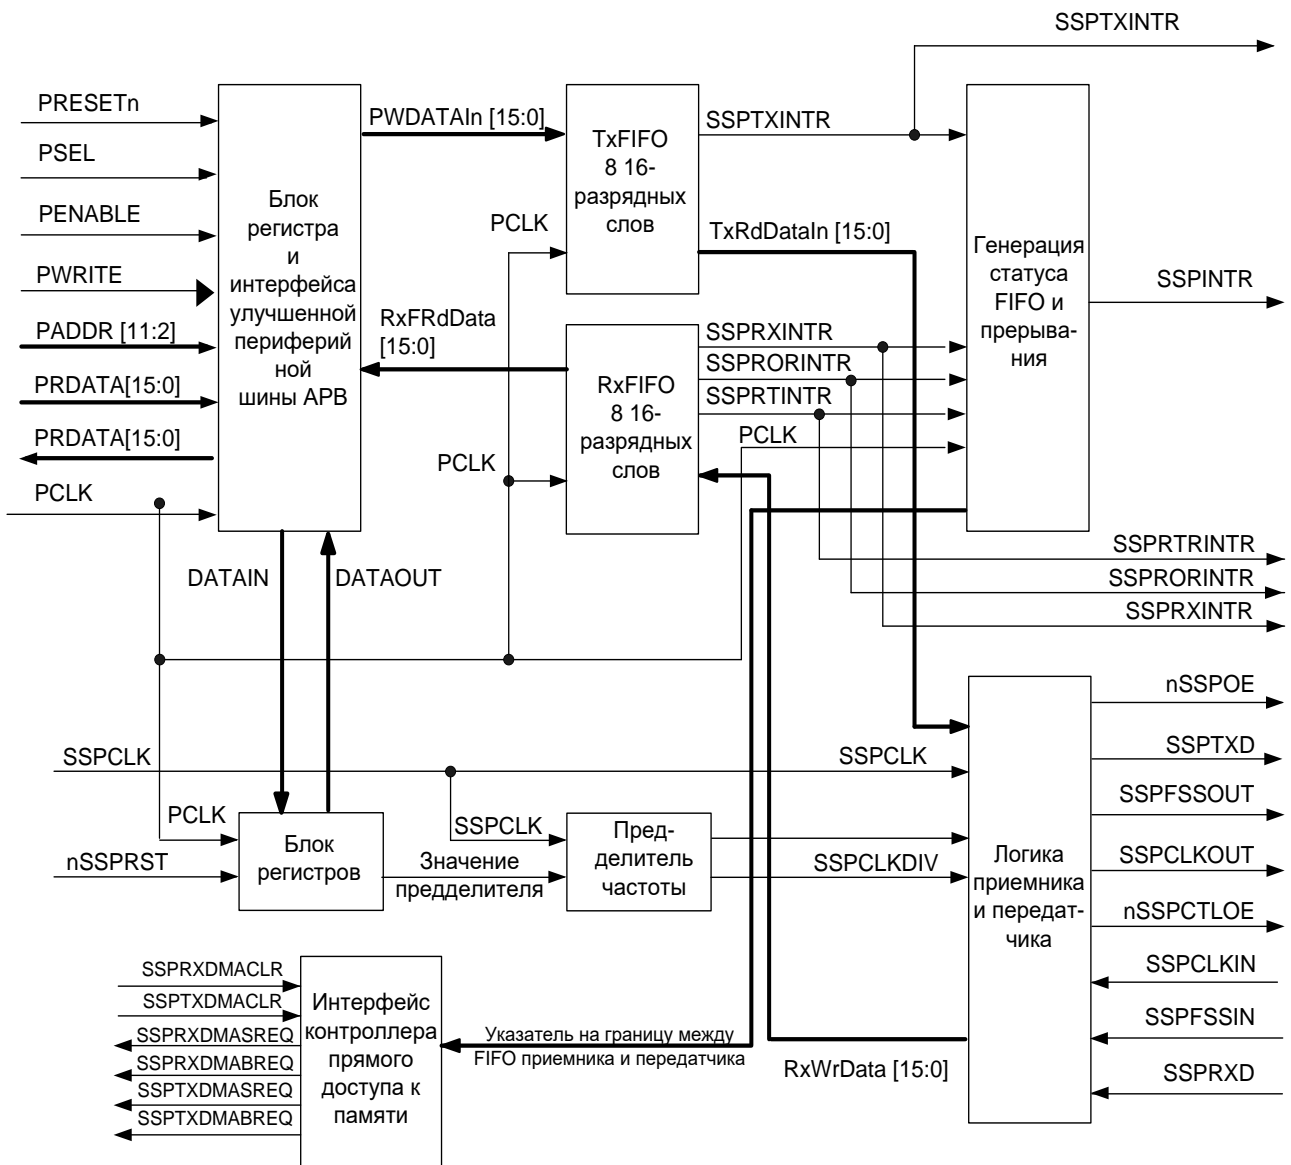 SSPTXINTR
PRESETn
PSEL
PENABLE
PWRITE
PADDR [11:2]
PRDATA[15:0]
PRDATA[15:0]
PCLK
Блок
регистра
и
интерфейса
улучшенной
периферий
ной
шины APB
PWDATAIn [15:0]
PCLK
RxFRdData
[15:0]
PCLK
TxFIFO
8 16-
разрядных
слов
RxFIFO
8 16-
разрядных
слов
SSPTXINTR
TxRdDataIn [15:0]
SSPRXINTR
SSPRORINTR
SSPRTINTR
PCLK
Генерация
статуса
FIFO и
прерыва-
ния
SSPINTR
SSPRTRINTR
SSPRORINTR
SSPRXINTR
DATAIN
DATAOUT
SSPCLK
SSPCLK
PCLK
nSSPRST
Блок
регистров
SSPCLK
Значение
предделителя
Пред-
делитель
частоты
SSPCLKDIV
Логика
приемника
и передат-
чика
nSSPOE
SSPTXD
SSPFSSOUT
SSPCLKOUT
nSSPCTLOE
SSPCLKIN
SSPFSSIN
SSPRXD
SSPRXDMACLR
SSPTXDMACLR
SSPRXDMASREQ
SSPRXDMABREQ
SSPTXDMASREQ
SSPTXDMABREQ
Интерфейс
контроллера
прямого
доступа к
памяти
Указатель на границу между
FIFO приемника и передатчика
RxWrData [15:0]